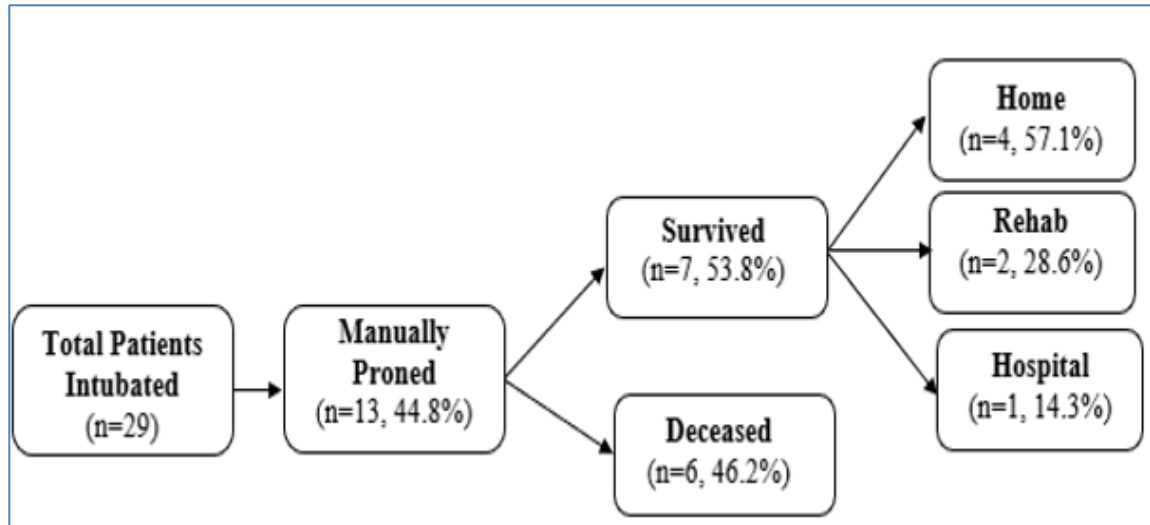 Total Patients
Intubated
(n=29)
Manually
Proned
(n=13, 44.8%)
Survived
(n=7, 53.8%)
Deceased
(n=6, 46.2%)
Home
(n=4, 57.1%)
Rehab
(n=2, 28.6%)
Hospital
(n=1, 14.3%)